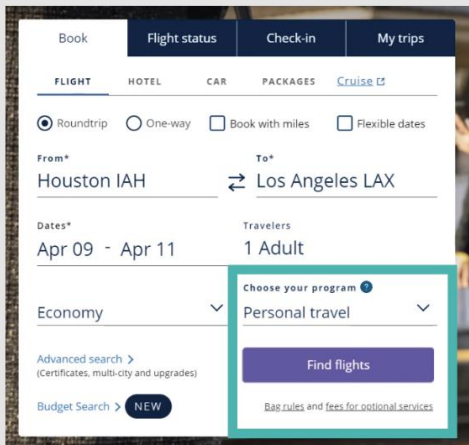 Book Flight status Check-in My trips
FLIGHT HOTEL CAR PACKAGES Cruise
Roundtrip One-way Book with miles Flexible dates
From* To*
Houston IAH Los Angeles LAX
Dates* Travelers
Apr 09 - Apr 11 1 Adult
Choose your program ?
Economy Personal travel
Advanced search >
(Certificates, multi-city and upgrades)
Find flights
Budget Search > NEW
Bag rules and fees for optional services